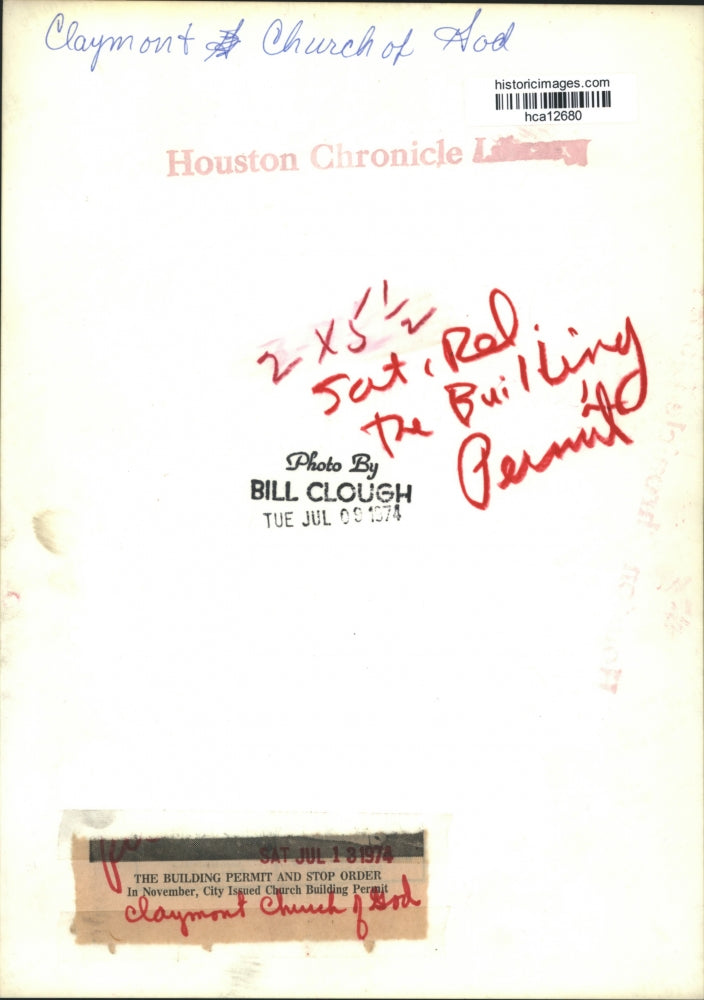 Claymont Church of God
historicimages.com
hca12680
Houston Chronicle Library
2 X 5 1/2
Sat, Rel.
the Building
Permit
Photo By
BILL CLOUGH
TUE JUL 09 1974
SAT JUL 13 1974
THE BUILDING PERMIT AND STOP ORDER
In November, City Issued Church Building Permit
Claymont Church of God